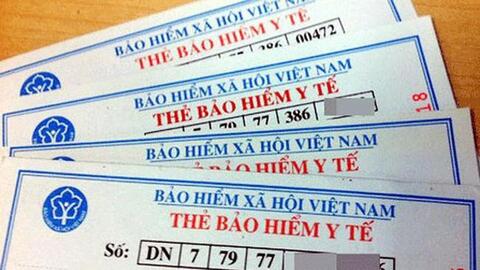 BẢO HIỂM XÃ HỘI VIỆT NAM
THẺ BẢO HIỂM Y TẾ
77 386 00472
BẢO HIỂM XÃ HỘI VIỆT NAM
THẺ BẢO HIỂM Y TẾ
7 79 77 386
18
BẢO HIỂM XÃ HỘI VIỆT NAM
THẺ BẢO HIỂM Y TẾ
BẢO HIỂM XÃ HỘI VIỆT NAM
THẺ BẢO HIỂM Y TẾ
Số: DN 7 79 77